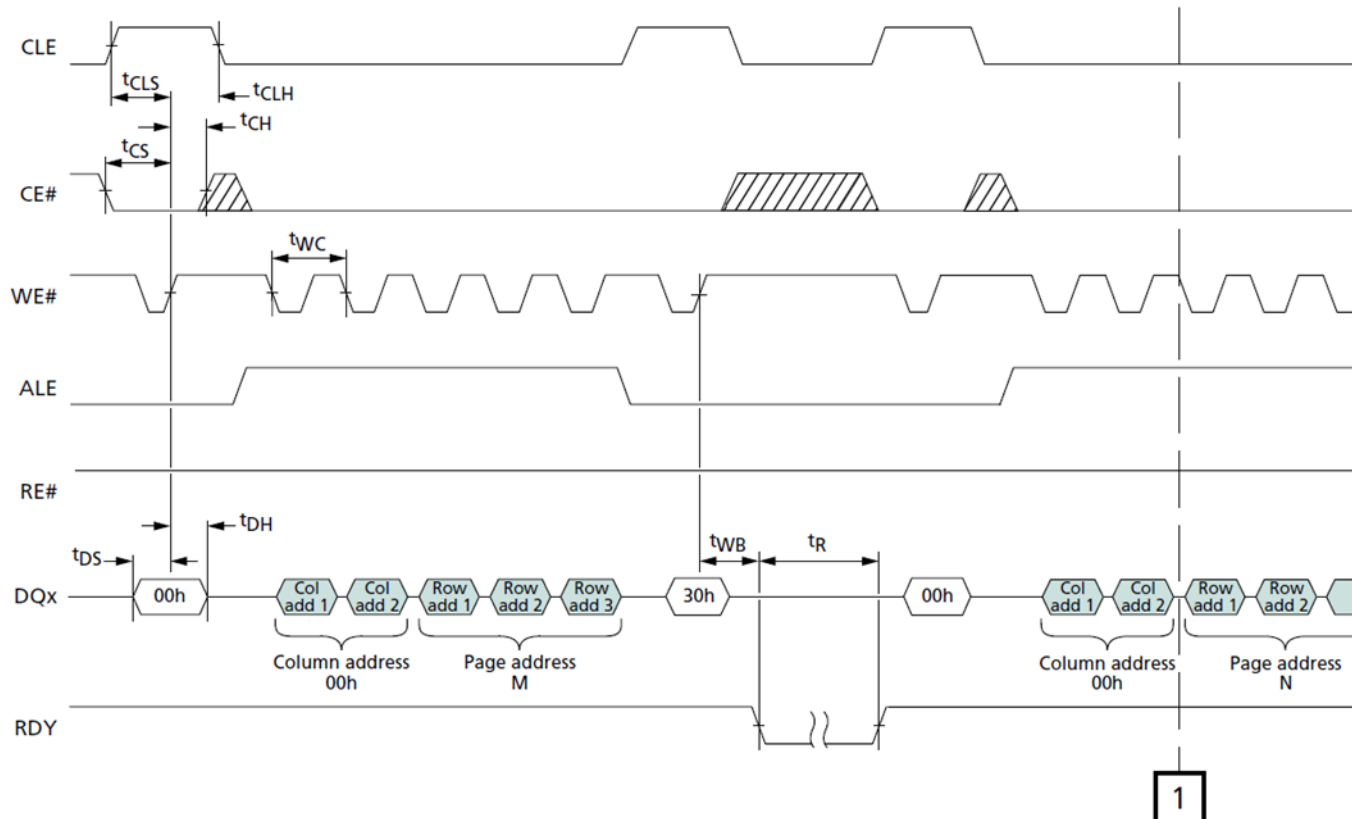 CLE
tCLS
tCLH
tCH
tCS
CE#
tWC
WE#
ALE
RE#
tDH
tDS
tWB
tR
DQx
00h
Col add 1
Col add 2
Row add 1
Row add 2
Row add 3
30h
00h
Col add 1
Col add 2
Row add 1
Row add 2
Column address
00h
Page address
M
Column address
00h
Page address
N
RDY
1